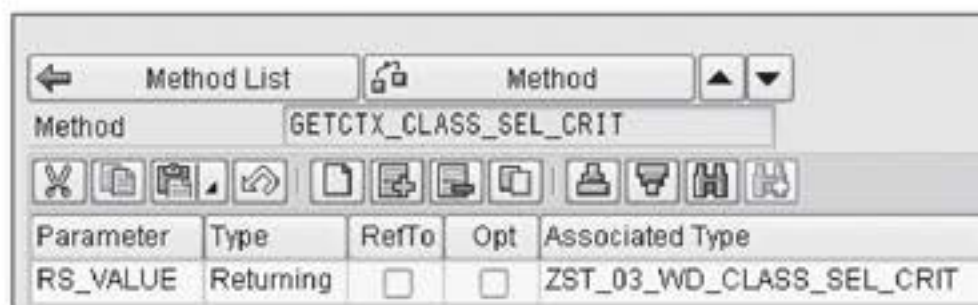 Method List Method
Method GETCTX_CLASS_SEL_CRIT
Parameter Type RefTo Opt Associated Type
RS_VALUE Returning ZST_03_WD_CLASS_SEL_CRIT